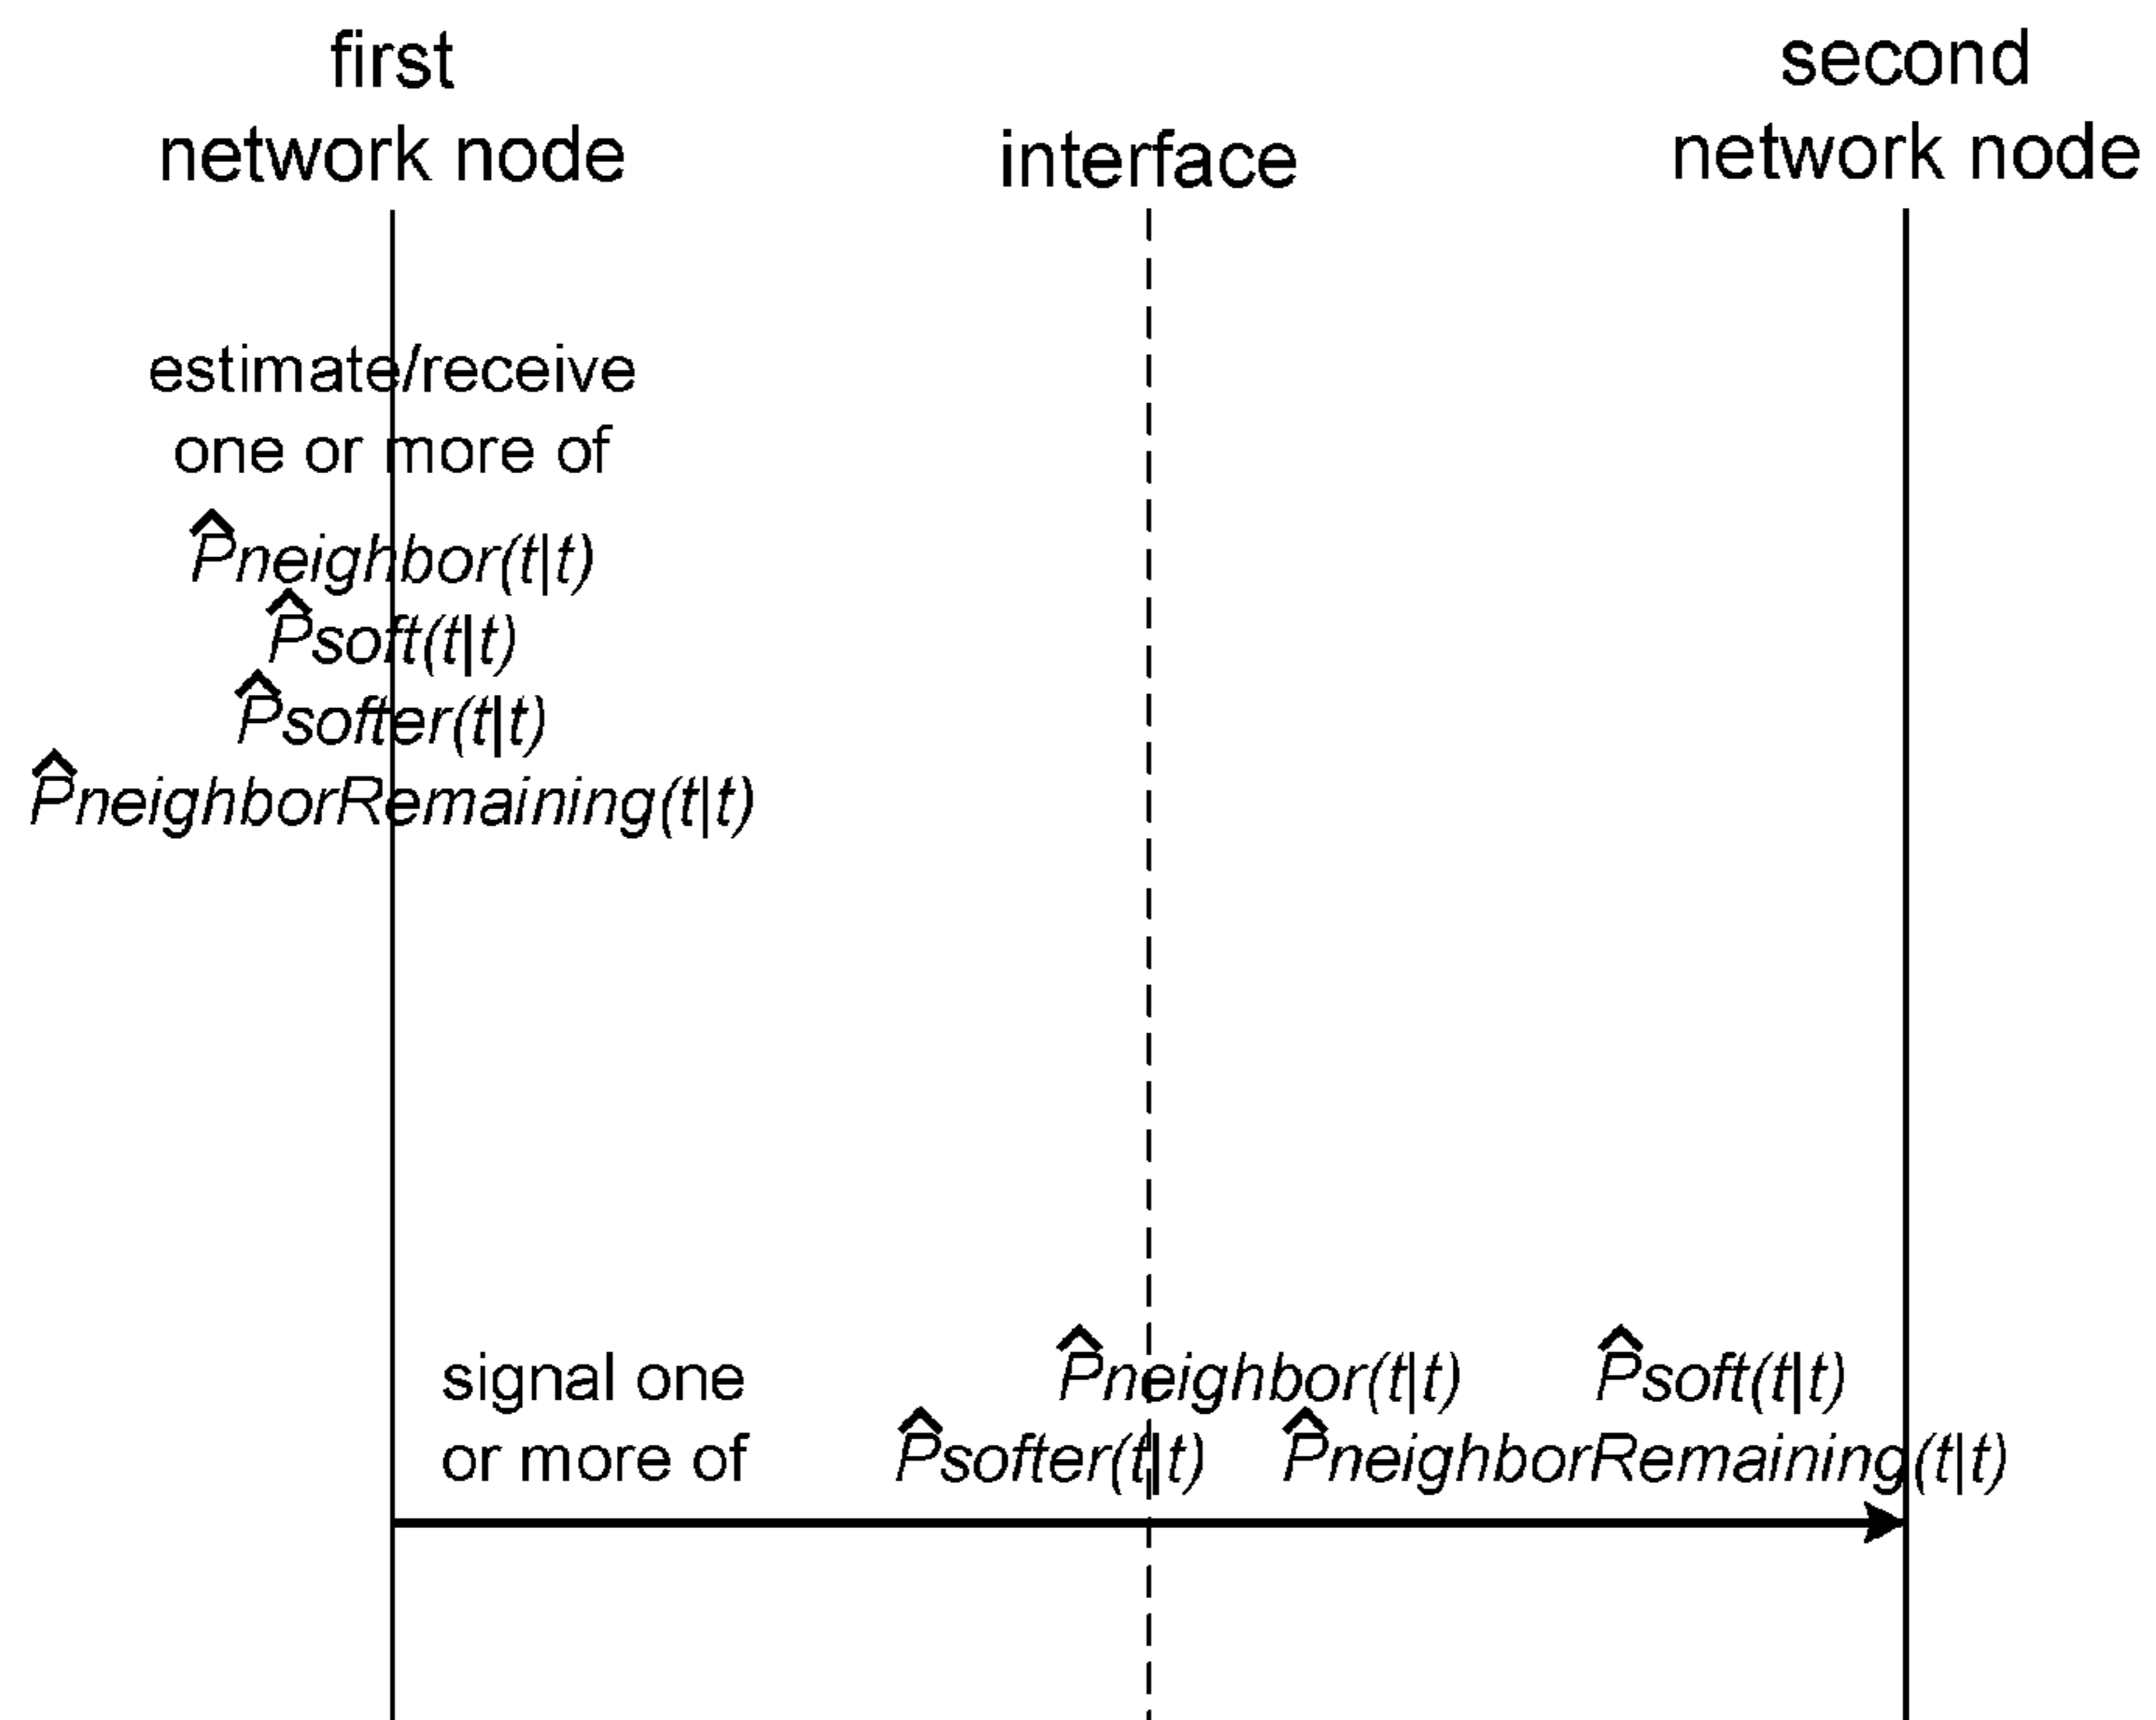 first
network node
interface
second
network node
estimate/receive
one or more of
P̂neighbor(t|t)
P̂soft(t|t)
P̂softer(t|t)
P̂neighborRemaining(t|t)
signal one
or more of
P̂neighbor(t|t) P̂soft(t|t)
P̂softer(t|t) P̂neighborRemaining(t|t)